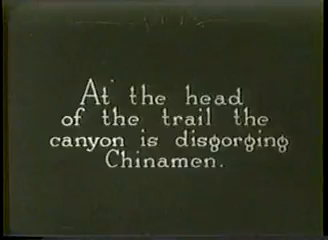 At the head
of the trail the
canyon is disgorging
Chinamen.